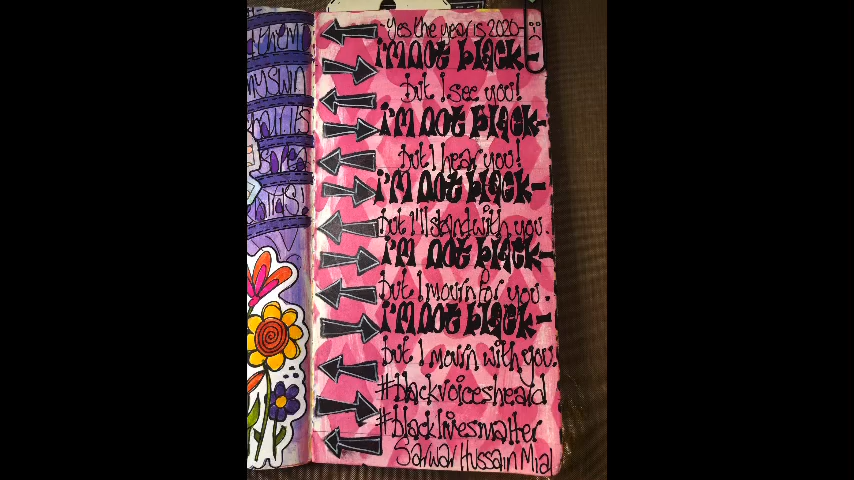 them
Yes the year is 2020-
i'm not black-
but I see you!
i'm not black-
but I hear you!
i'm not black-
but I'll stand with you.
i'm not black-
but I mourn for you.
i'm not black-
but I mourn with you.
#blackvoicesheard
#blacklivesmatter
Sarwar Hussain Mial